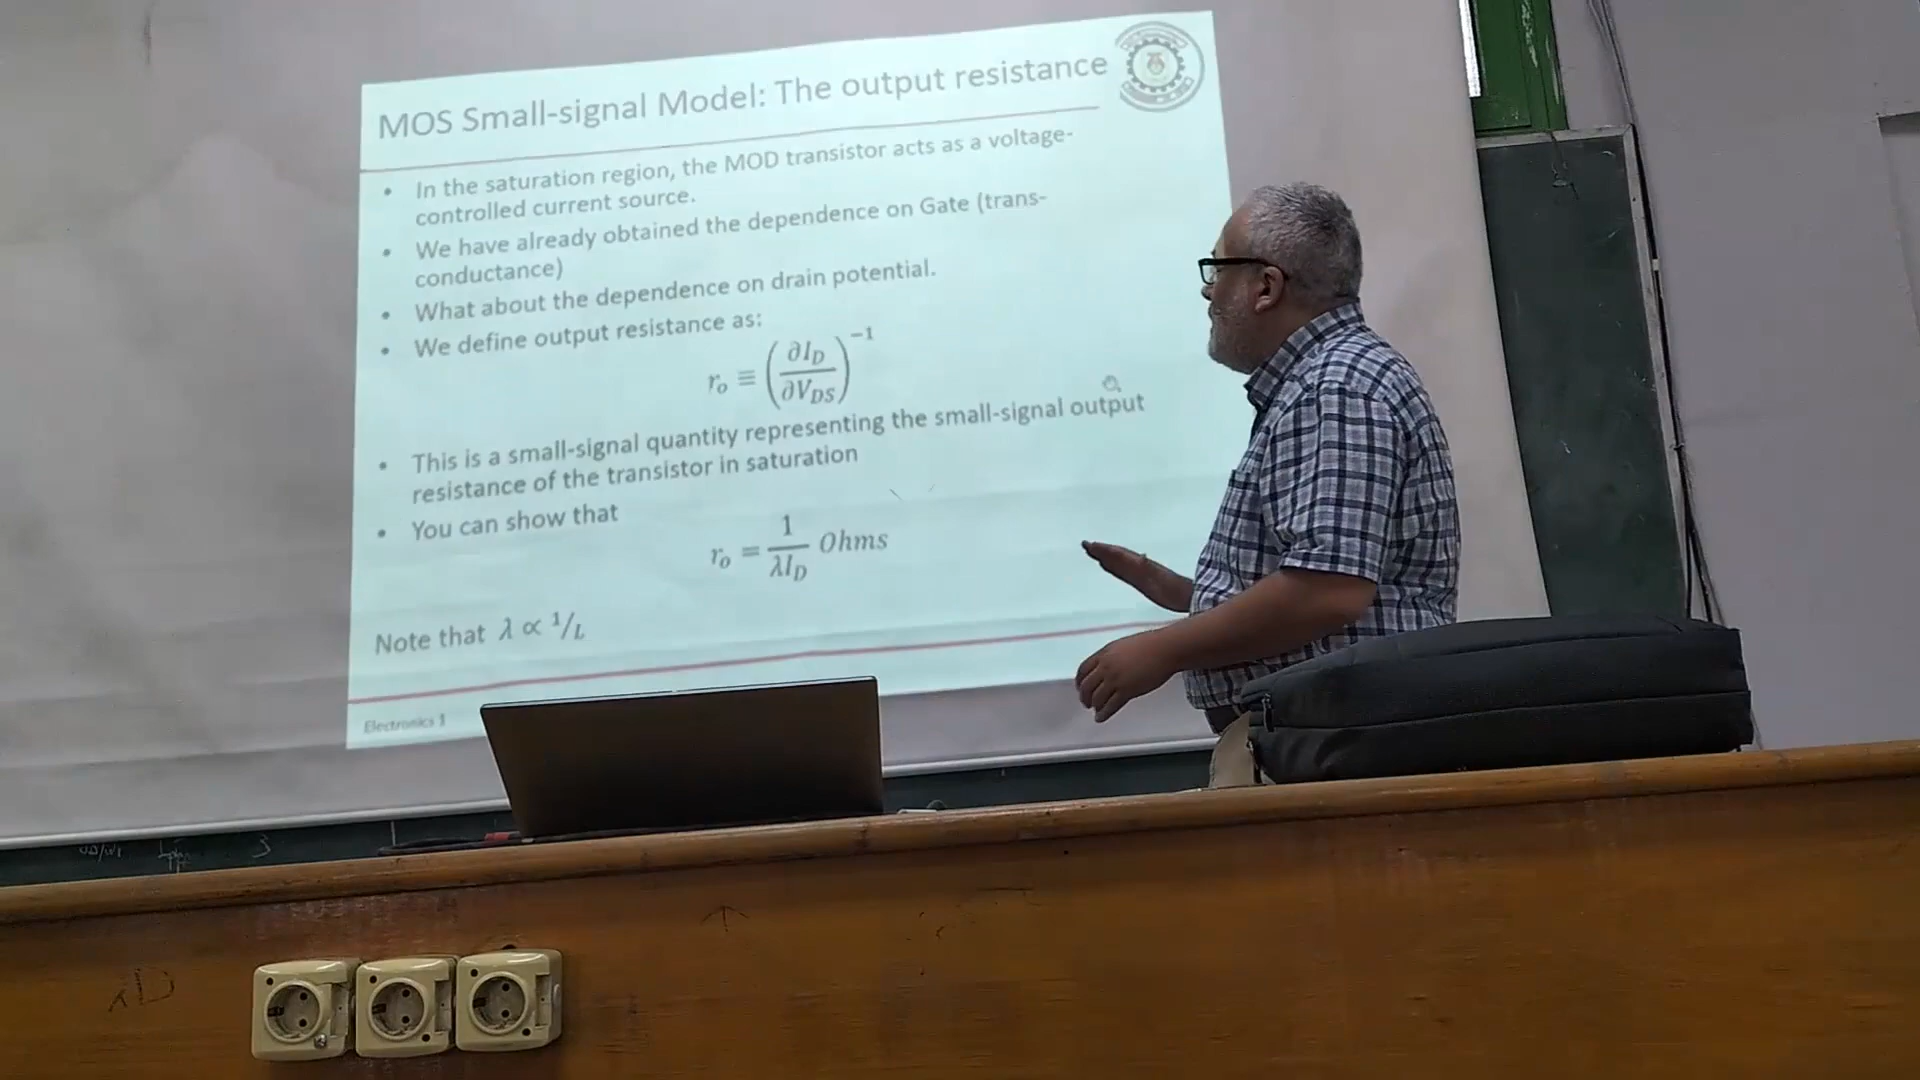 MOS Small-signal Model: The output resistance
• In the saturation region, the MOD transistor acts as a voltage-
controlled current source.
• We have already obtained the dependence on Gate (trans-
conductance)
• What about the dependence on drain potential.
• We define output resistance as:
r₀ ≡ (∂I_D/∂V_DS)⁻¹
• This is a small-signal quantity representing the small-signal output
resistance of the transistor in saturation
• You can show that
r₀ = 1/(λI_D) Ohms
Note that λ ∝ 1/L
Electronics 1